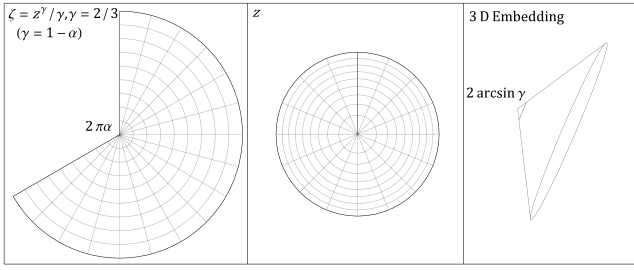 ζ = z^γ/γ, γ = 2/3
(γ = 1 − α)
2 πα
z
3 D Embedding
2 arcsin γ